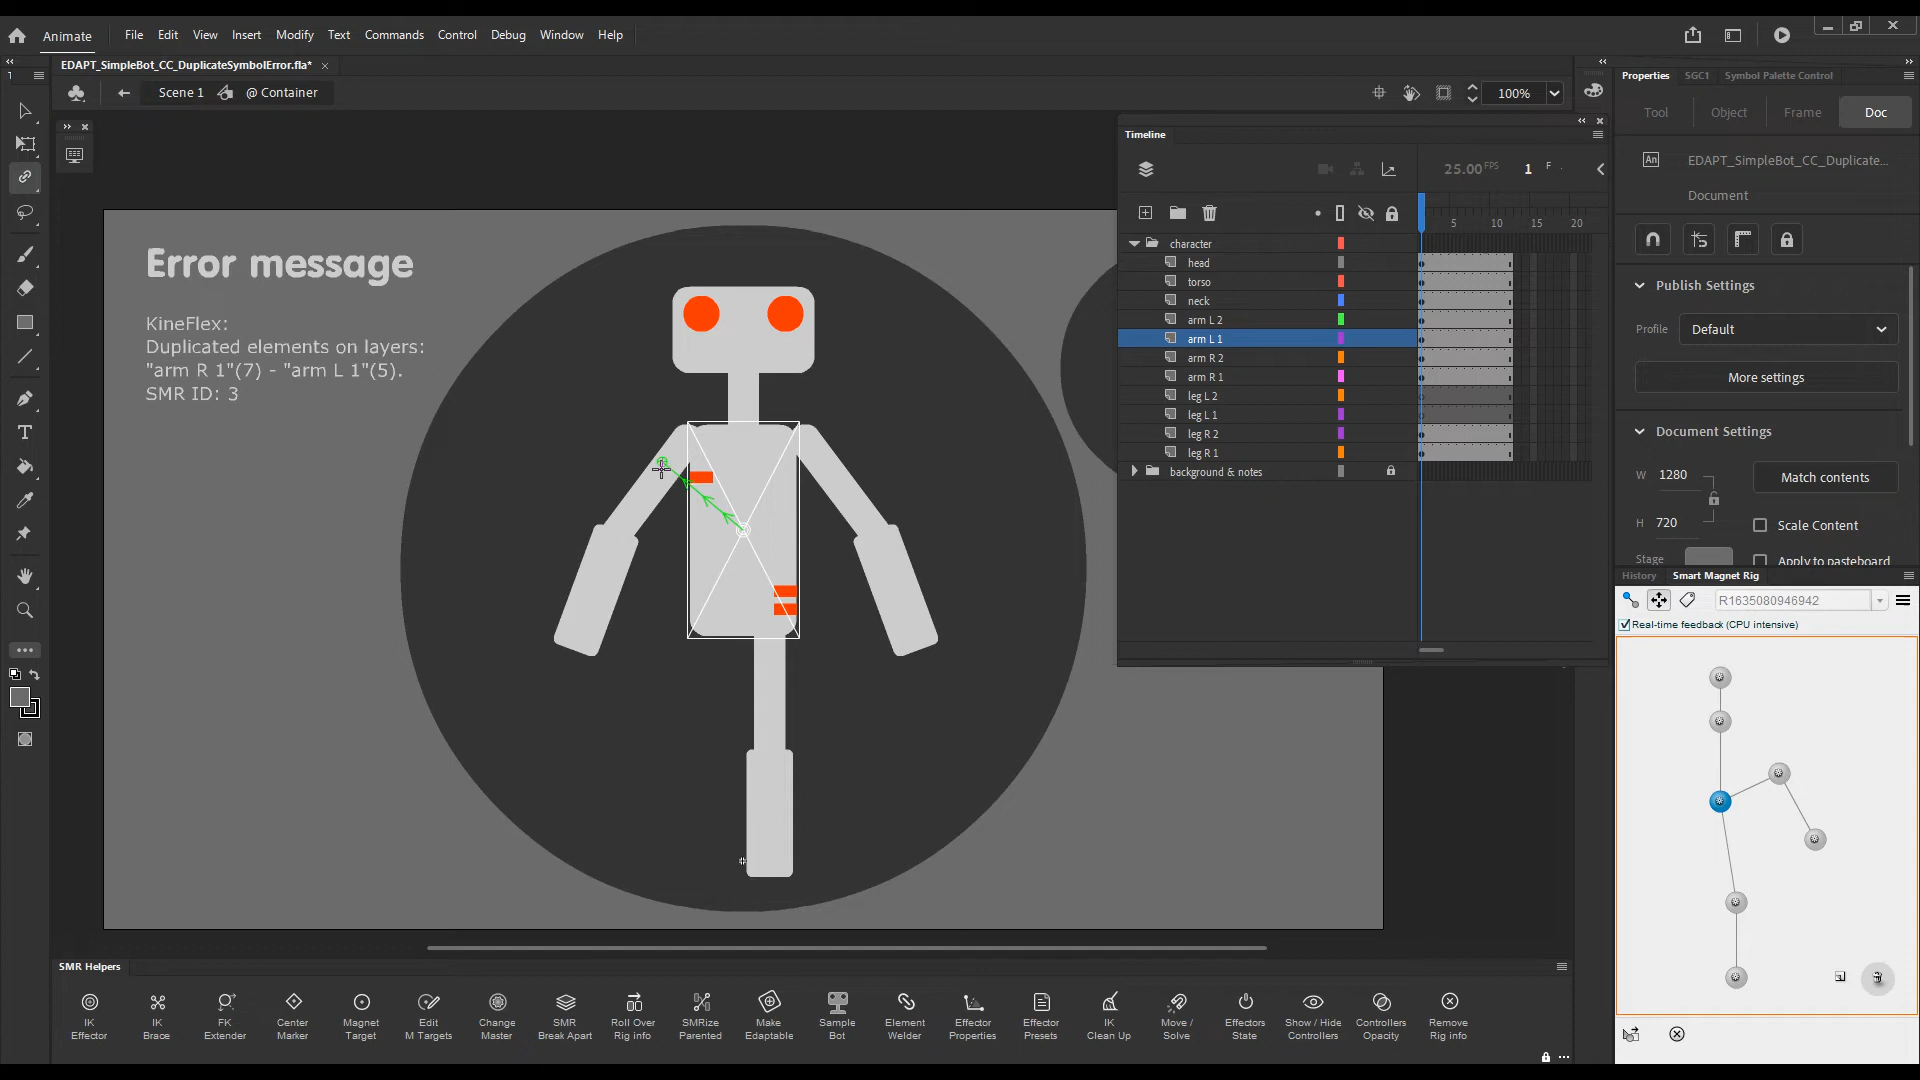 Animate File Edit View Insert Modify Text Commands Control Debug Window Help
EDAPT_SimpleBot_CC_DuplicateSymbolError.fla*
Scene 1 @ Container
100%
Error message
KineFlex:
Duplicated elements on layers:
"arm R 1"(7) - "arm L 1"(5).
SMR ID: 3
Timeline
25.00 FPS 1 F
5 10 15 20
character
head
torso
neck
arm L 2
arm L 1
arm R 2
arm R 1
leg L 2
leg L 1
leg R 2
leg R 1
background & notes
Properties SGC1 Symbol Palette Control
Tool Object Frame Doc
An EDAPT_SimpleBot_CC_Duplicate...
Document
Publish Settings
Profile Default
More settings
Document Settings
W 1280 Match contents
H 720 Scale Content
Stage Apply to pasteboard
History Smart Magnet Rig
R1635080946942
Real-time feedback (CPU intensive)
SMR Helpers
IK Effector
IK Brace
FK Extender
Center Marker
Magnet Target
Edit M Targets
Change Master
SMR Break Apart
Roll Over Rig info
SMRize Parented
Make Adaptable
Sample Bot
Element Welder
Effector Properties
Effector Presets
IK Clean Up
Move / Solve
Effectors State
Show / Hide Controllers
Controllers Opacity
Remove Rig info